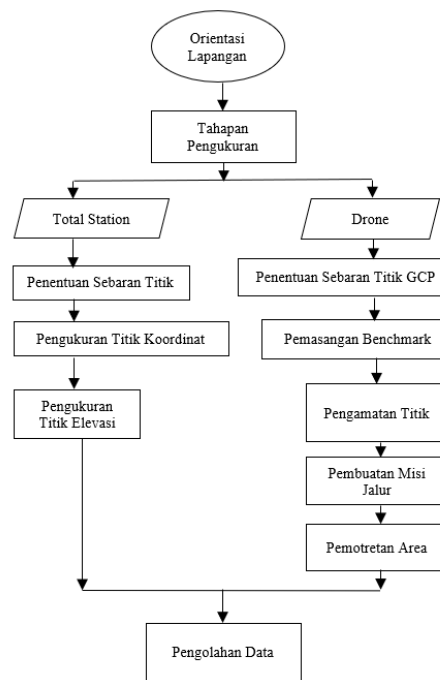 Orientasi
Lapangan
Tahapan
Pengukuran
Total Station
Penentuan Sebaran Titik
Pengukuran Titik Koordinat
Pengukuran
Titik Elevasi
Drone
Penentuan Sebaran Titik GCP
Pemasangan Benchmark
Pengamatan Titik
Pembuatan Misi
Jalur
Pemotretan Area
Pengolahan Data